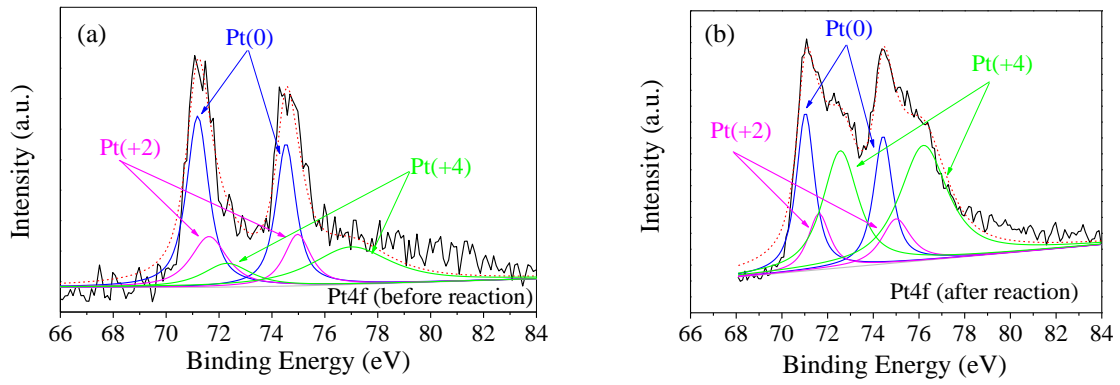 (a)
Pt(0)
Pt(+2)
Pt(+4)
Pt4f (before reaction)
Intensity (a.u.)
66 68 70 72 74 76 78 80 82 84
Binding Energy (eV)
(b)
Pt(0)
Pt(+4)
Pt(+2)
Pt4f (after reaction)
Intensity (a.u.)
66 68 70 72 74 76 78 80 82 84
Binding Energy (eV)